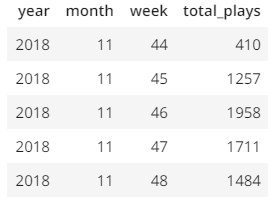 year month week total_plays
2018 11 44 410
2018 11 45 1257
2018 11 46 1958
2018 11 47 1711
2018 11 48 1484